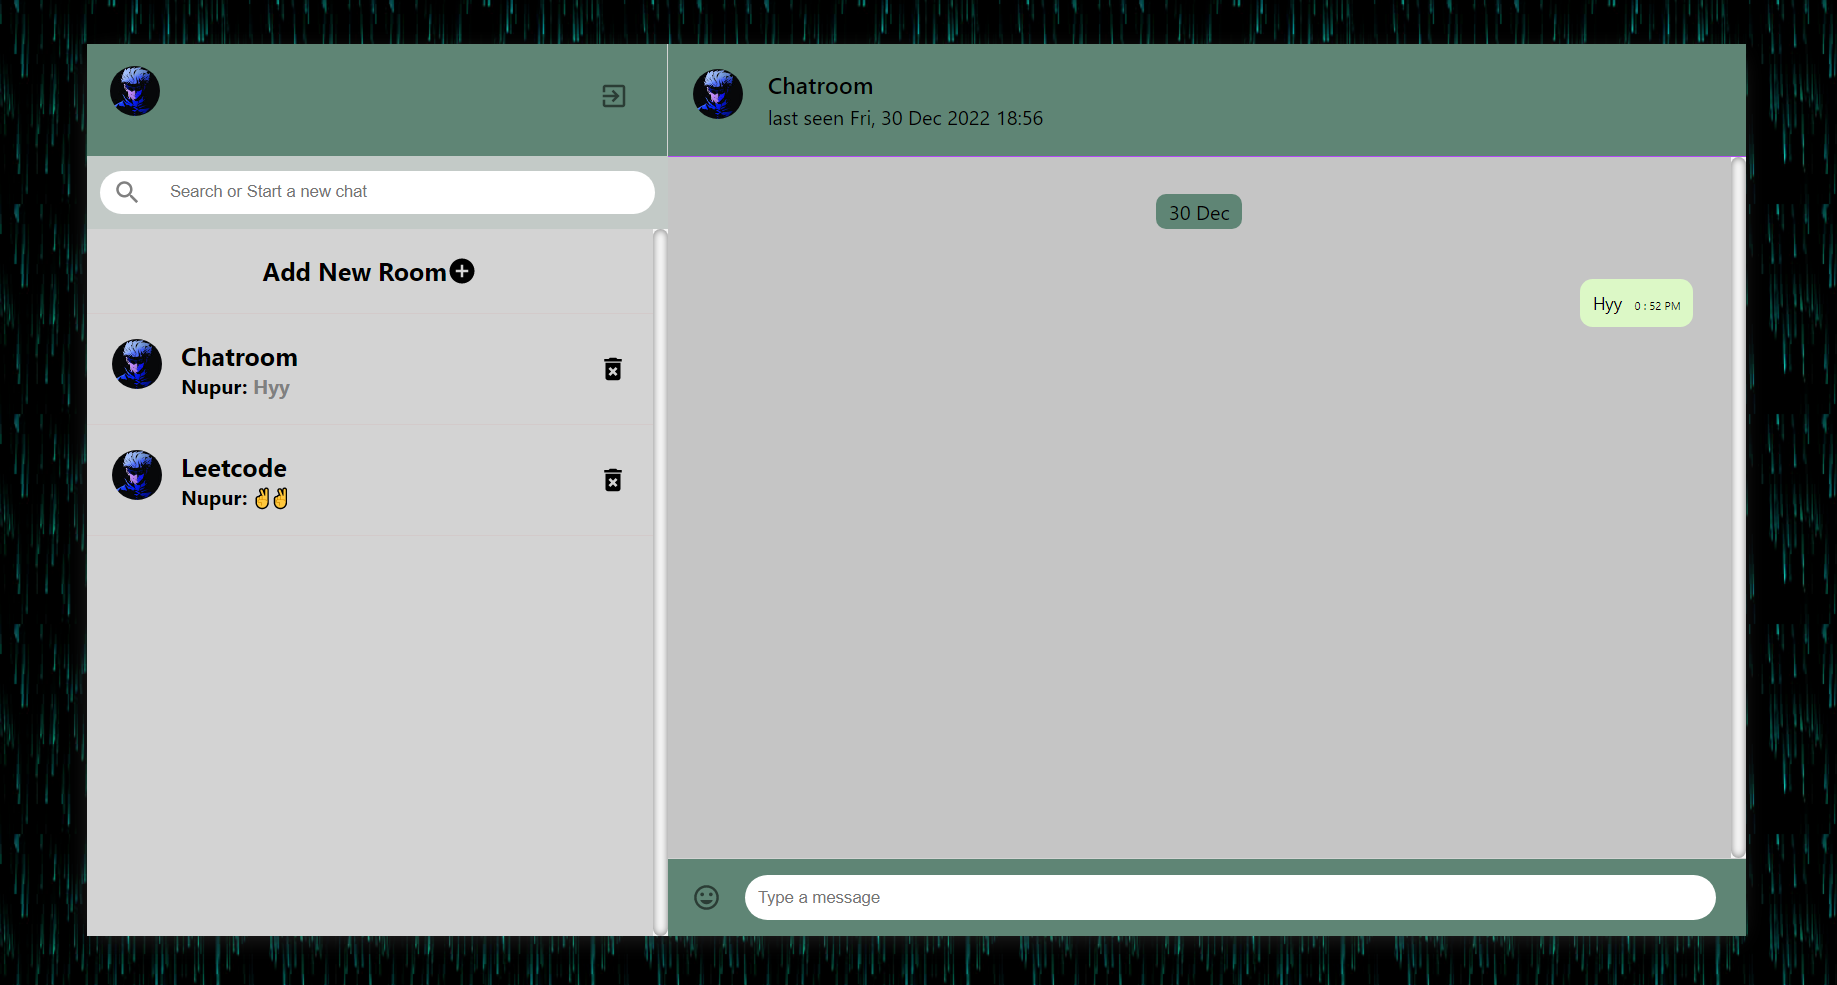 Search or Start a new chat
Add New Room
Chatroom
Nupur: Hyy
Leetcode
Nupur: ✌✌
Chatroom
last seen Fri, 30 Dec 2022 18:56
30 Dec
Hyy 0 : 52 PM
Type a message